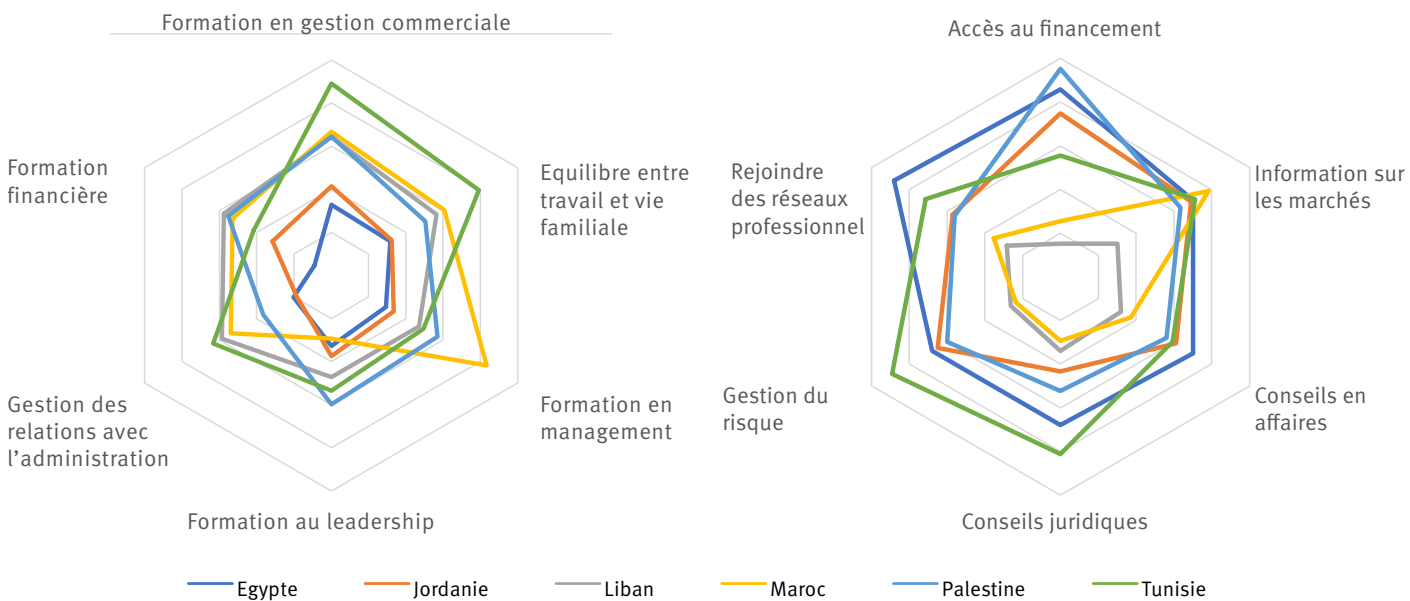 Formation en gestion commerciale
Formation
financière
Equilibre entre
travail et vie
familiale
Gestion des
relations avec
l’administration
Formation en
management
Formation au leadership
Accès au financement
Rejoindre
des réseaux
professionnel
Information sur
les marchés
Gestion du
risque
Conseils en
affaires
Conseils juridiques
Egypte
Jordanie
Liban
Maroc
Palestine
Tunisie